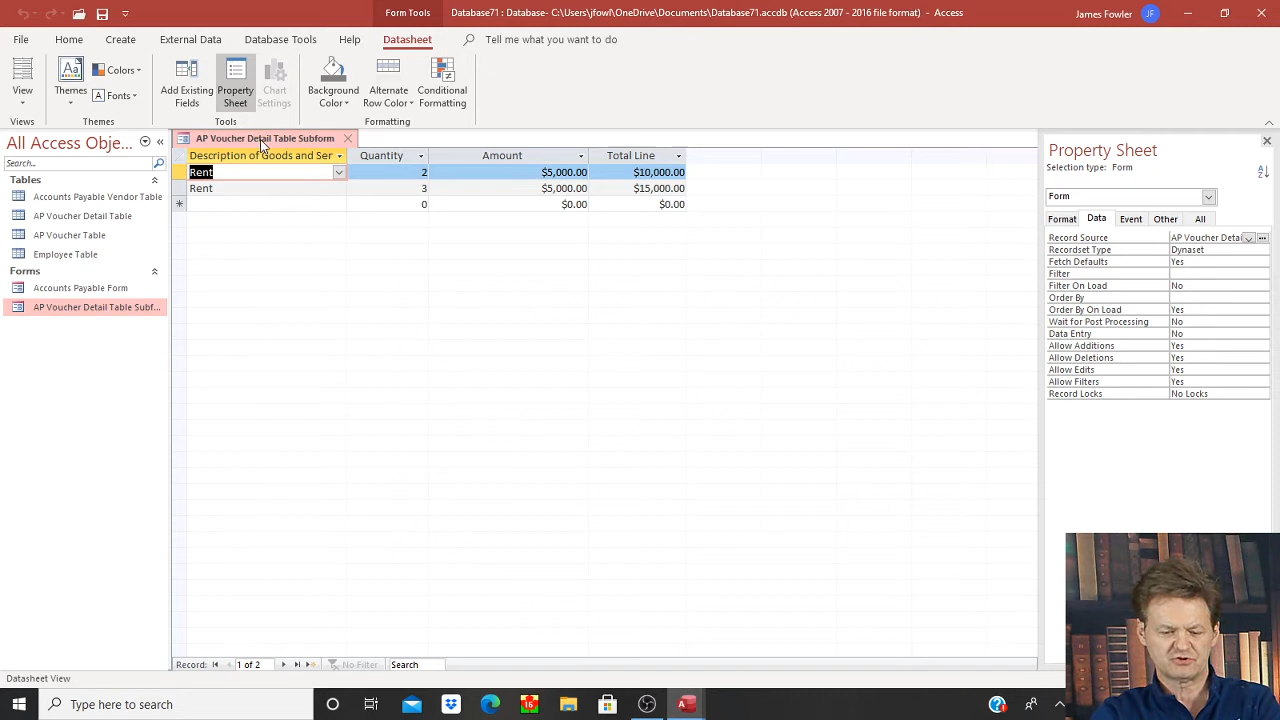 Form Tools
Database71 : Database- C:\Users\jfowl\OneDrive\Documents\Database71.accdb (Access 2007 - 2016 file format) - Access
James Fowler
JF
File Home Create External Data Database Tools Help Datasheet Tell me what you want to do
View
Themes
Colors
Fonts
Add Existing Fields
Property Sheet
Chart Settings
Background Color
Alternate Row Color
Conditional Formatting
Views Themes Tools Formatting
All Access Obje...
Search...
Tables
Accounts Payable Vendor Table
AP Voucher Detail Table
AP Voucher Table
Employee Table
Forms
Accounts Payable Form
AP Voucher Detail Table Subf...
AP Voucher Detail Table Subform
Description of Goods and Ser Quantity Amount Total Line
Rent 2 $5,000.00 $10,000.00
Rent 3 $5,000.00 $15,000.00
* 0 $0.00 $0.00
Record: 1 of 2 No Filter Search
Property Sheet
Selection type: Form
Form
Format Data Event Other All
Record Source AP Voucher Detai
Recordset Type Dynaset
Fetch Defaults Yes
Filter
Filter On Load No
Order By
Order By On Load Yes
Wait for Post Processing No
Data Entry No
Allow Additions Yes
Allow Deletions Yes
Allow Edits Yes
Allow Filters Yes
Record Locks No Locks
Datasheet View
Type here to search
16